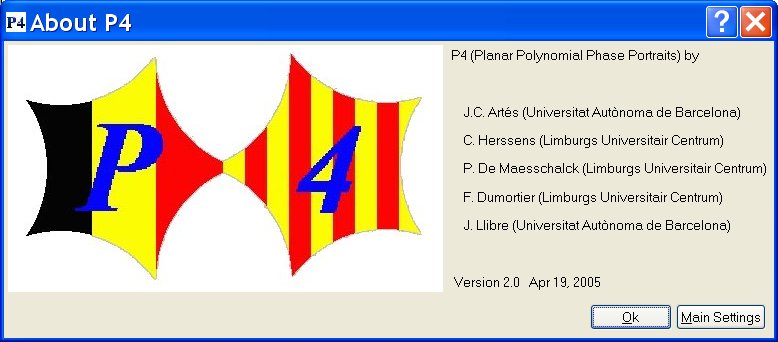 P4 About P4
P 4
P4 (Planar Polynomial Phase Portraits) by
J.C. Artés (Universitat Autònoma de Barcelona)
C. Herssens (Limburgs Universitair Centrum)
P. De Maesschalck (Limburgs Universitair Centrum)
F. Dumortier (Limburgs Universitair Centrum)
J. Llibre (Universitat Autònoma de Barcelona)
Version 2.0 Apr 19, 2005
Ok Main Settings